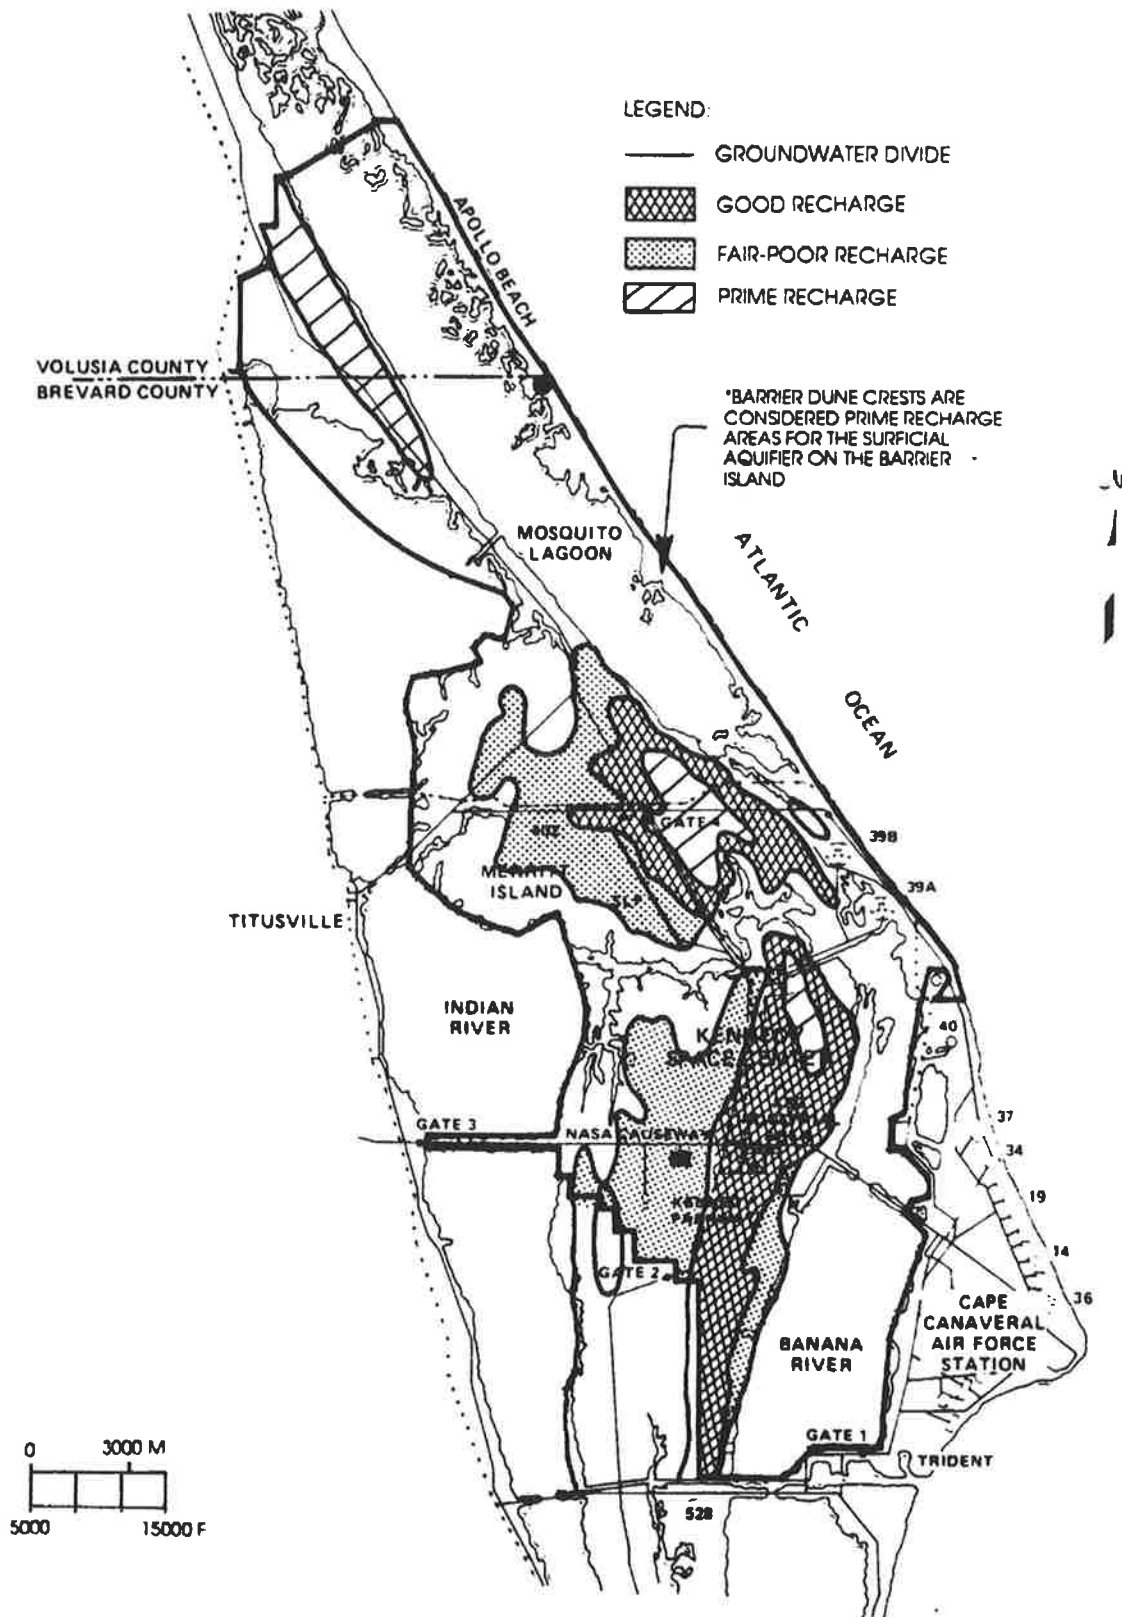 LEGEND:
GROUNDWATER DIVIDE
GOOD RECHARGE
FAIR-POOR RECHARGE
PRIME RECHARGE
APOLLO BEACH
VOLUSIA COUNTY
BREVARD COUNTY
*BARRIER DUNE CRESTS ARE
CONSIDERED PRIME RECHARGE
AREAS FOR THE SURFICIAL
AQUIFIER ON THE BARRIER
ISLAND
MOSQUITO
LAGOON
ATLANTIC
OCEAN
GATE 4
39B
MERRITT
ISLAND
39A
TITUSVILLE
INDIAN
RIVER
40
SPACE
37
GATE 3
NASA CAUSEWAY
34
19
14
GATE 2
36
CAPE
CANAVERAL
AIR FORCE
STATION
BANANA
RIVER
GATE 1
TRIDENT
0
3000 M
5000
15000 F
528